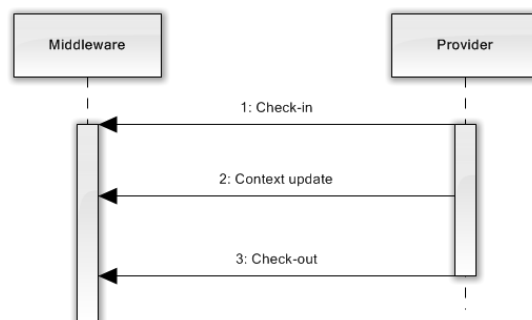 Middleware
Provider
1: Check-in
2: Context update
3: Check-out